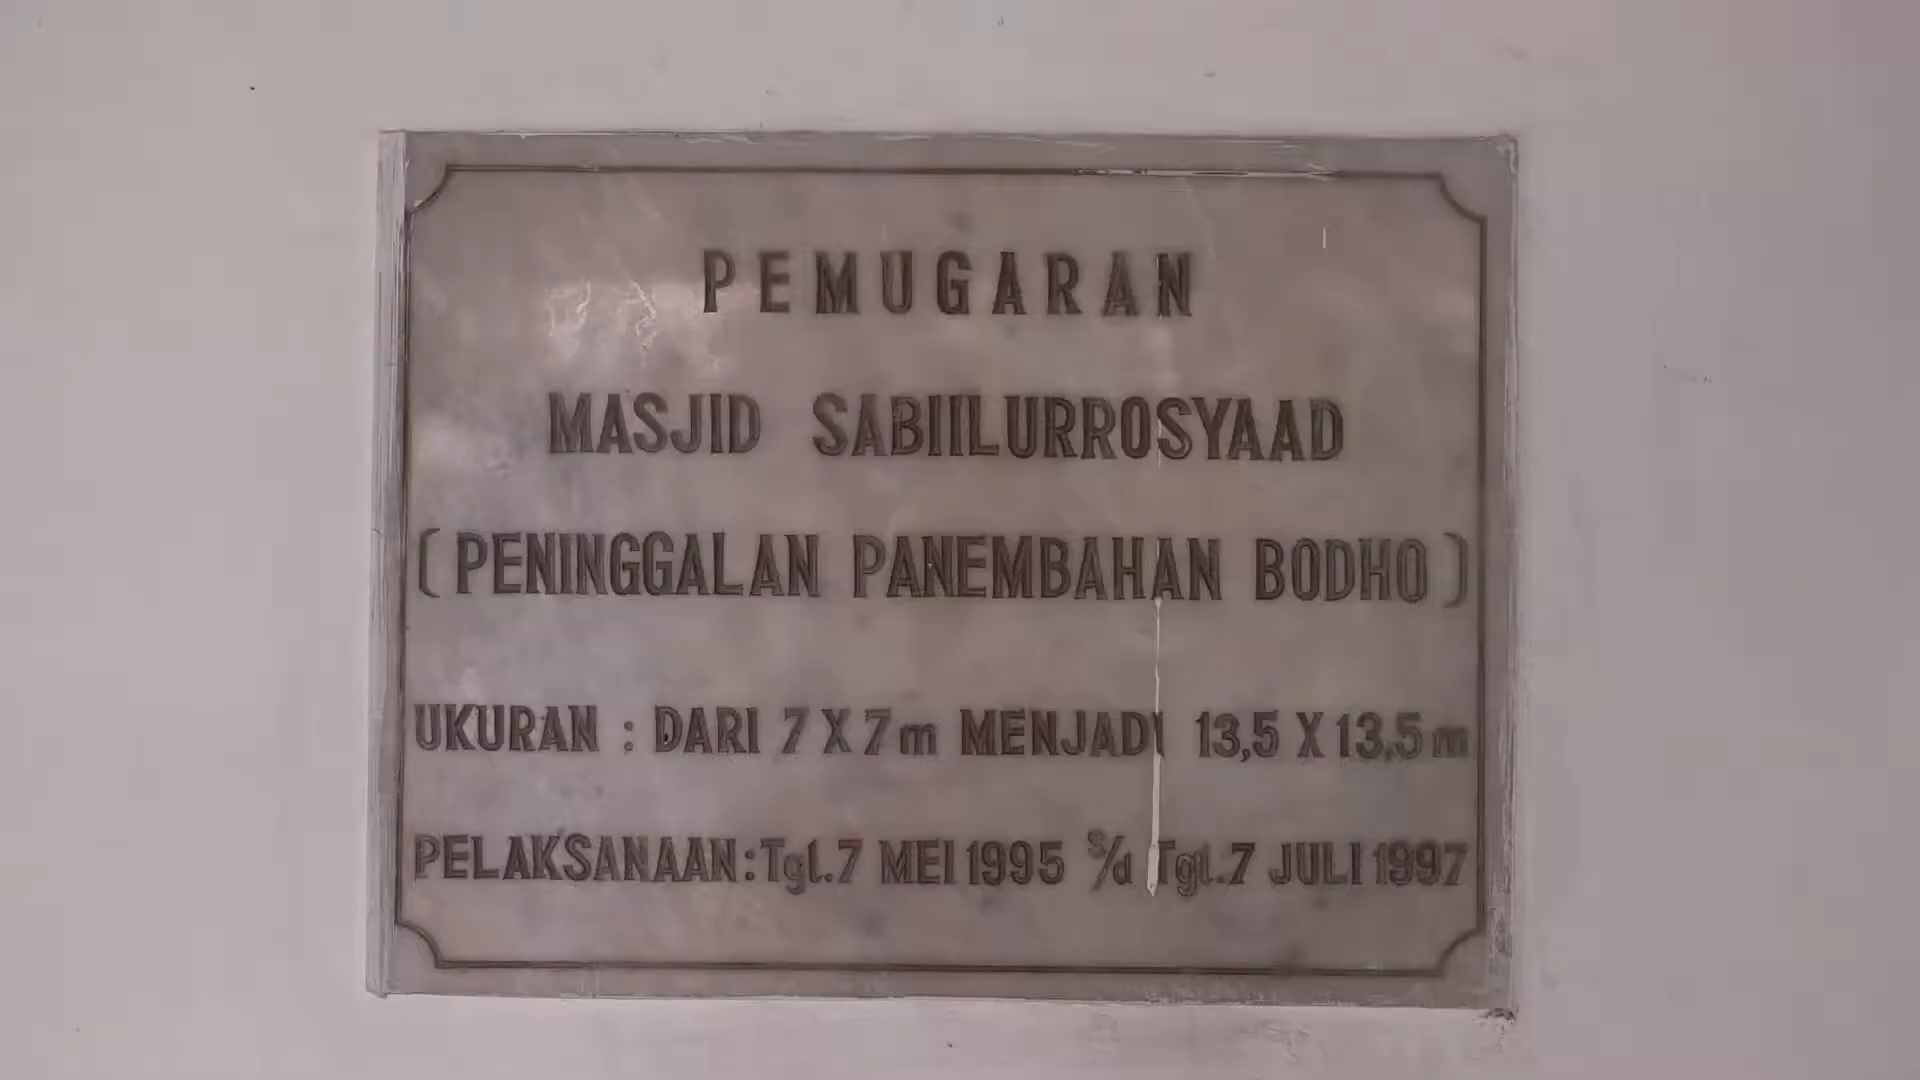 PEMUGARAN
MASJID SABIILURROSYAAD
(PENINGGALAN PANEMBAHAN BODHO)
UKURAN : DARI 7 X 7 m MENJADI 13,5 X 13,5 m
PELAKSANAAN : Tgl. 7 MEI 1995 S/d Tgl. 7 JULI 1997